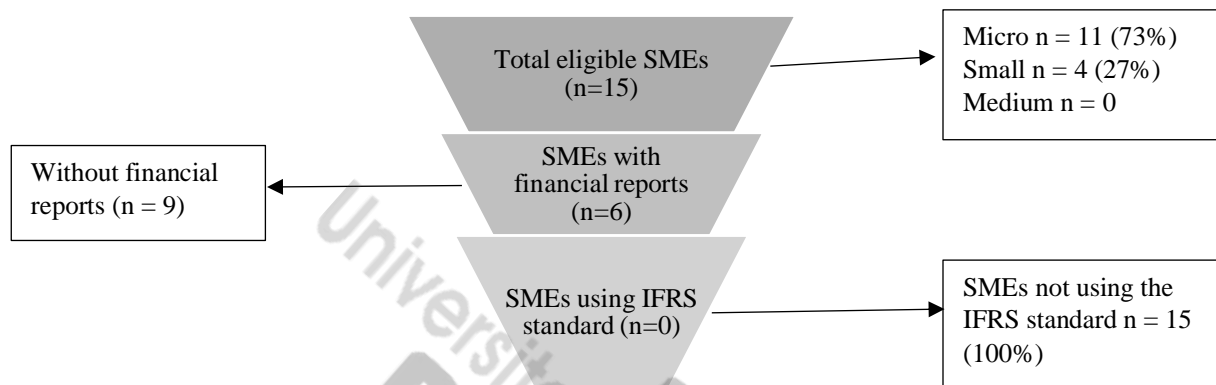 Total eligible SMEs
(n=15)
Micro n = 11 (73%)
Small n = 4 (27%)
Medium n = 0
SMEs with
financial reports
(n=6)
Without financial
reports (n = 9)
SMEs using IFRS
standard (n=0)
SMEs not using the
IFRS standard n = 15
(100%)